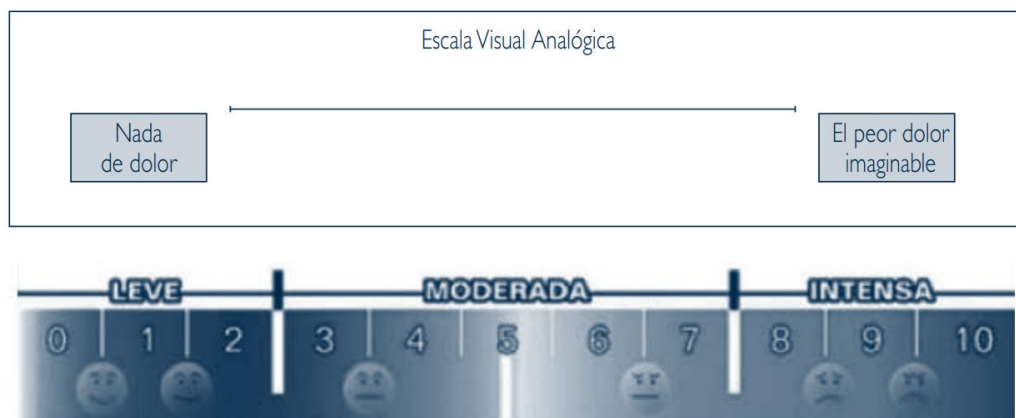 Escala Visual Analógica
Nada
de dolor
El peor dolor
imaginable
LEVE MODERADA INTENSA
0 1 2 3 4 5 6 7 8 9 10